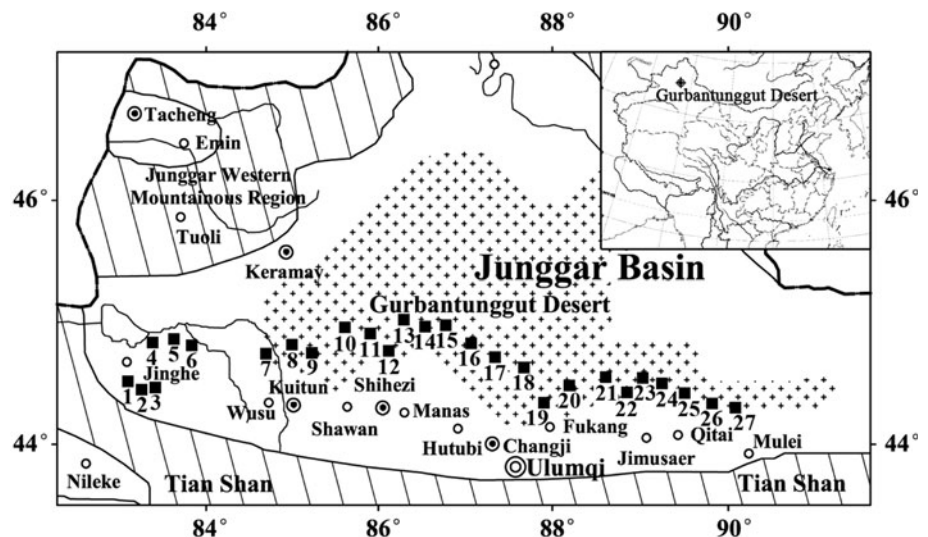 84° 86° 88° 90°
Gurbantunggut Desert
Tacheng
Emin
Junggar Western
Mountainous Region
46° 46°
Tuoli
Keramay
Junggar Basin
Gurbantunggut Desert
10 11 12 13 14 15
4 5 6 7 8 9 16
Jinghe 17
1 2 3 Kuitun Shihezi 18
19 20 21 22 23 24 25 26 27
Wusu Shawan Manas Fukang Qitai
44° Hutubi Changji Jimusaer Mulei 44°
Ulumqi
Nileke Tian Shan Tian Shan
84° 86° 88° 90°